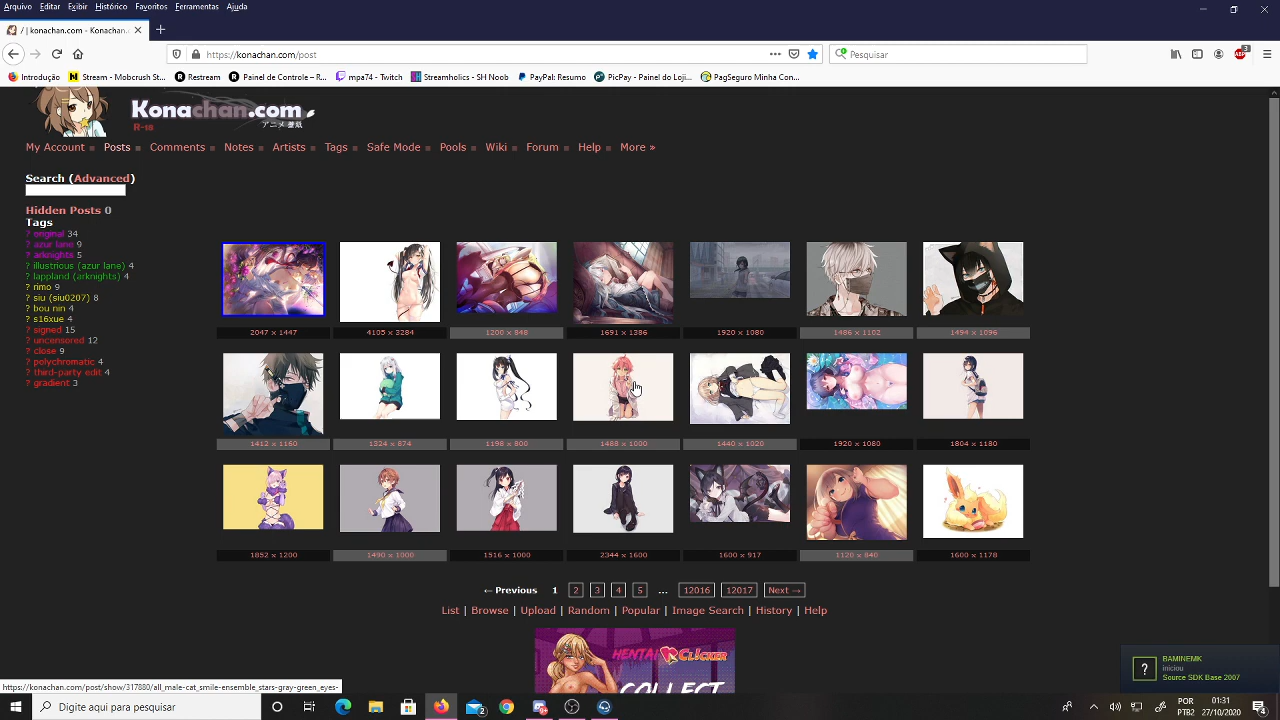 Arquivo Editar Exibir Histórico Favoritos Ferramentas Ajuda
/ | konachan.com - Konachan.c
https://konachan.com/post
Pesquisar
3
Introdução Stream - Mobcrush St... Restream Painel de Controle – R... mpa74 - Twitch Streamholics - SH Noob PayPal: Resumo PicPay - Painel do Loji... PagSeguro Minha Con...
Konachan.com
R-18
My Account Posts Comments Notes Artists Tags Safe Mode Pools Wiki Forum Help More »
Search (Advanced)
Hidden Posts 0
Tags
? original 34
? azur lane 9
? arknights 5
? illustrious (azur lane) 4
? lappland (arknights) 4
? rimo 9
? siu (siu0207) 8
? bou nin 4
? s16xue 4
? signed 15
? uncensored 12
? close 9
? polychromatic 4
? third-party edit 4
? gradient 3
2047 x 1447 4105 x 3284 1200 x 848 1691 x 1386 1920 x 1080 1486 x 1102 1494 x 1096
1412 x 1160 1324 x 874 1198 x 800 1488 x 1000 1440 x 1020 1920 x 1080 1804 x 1180
1852 x 1200 1490 x 1000 1516 x 1000 2344 x 1600 1600 x 917 1120 x 840 1600 x 1178
← Previous 1 2 3 4 5 ... 12016 12017 Next →
List | Browse | Upload | Random | Popular | Image Search | History | Help
HENTAI CLICKER
COLLECT
BAMINEMK
iniciou
Source SDK Base 2007
?
https://konachan.com/post/show/317880/all_male-cat_smile-ensemble_stars-gray-green_eyes-
Digite aqui para pesquisar
2
POR
PTB2
01:31
27/10/2020
4